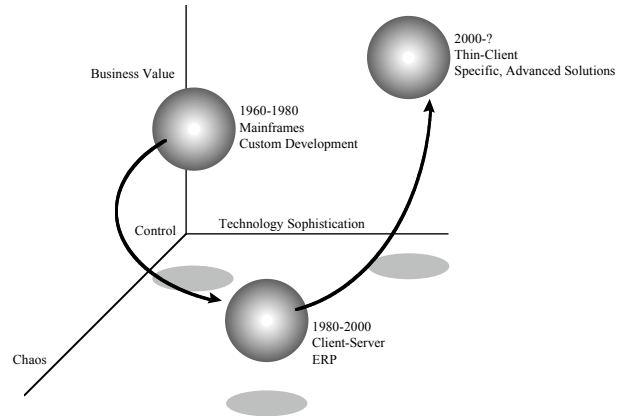 2000-?
Thin-Client
Specific, Advanced Solutions
Business Value
1960-1980
Mainframes
Custom Development
Control
Technology Sophistication
1980-2000
Client-Server
ERP
Chaos